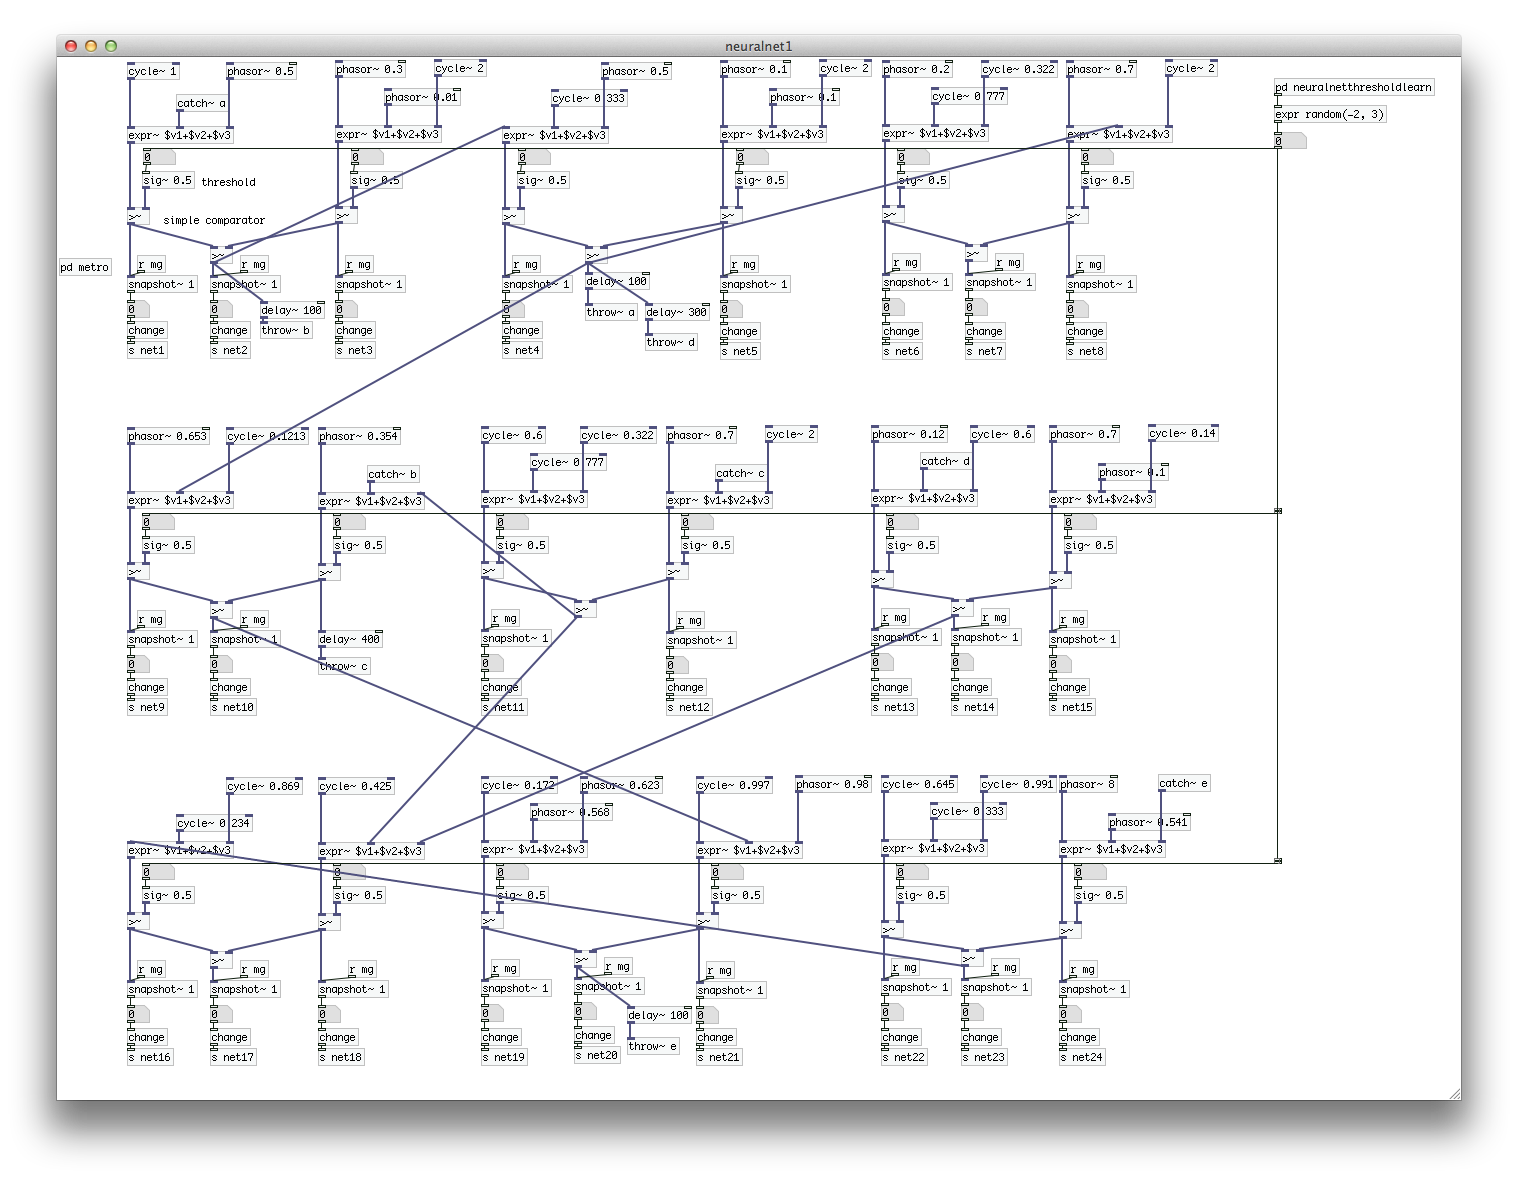 neuralnet1
cycle~ 1 phasor~ 0.5 phasor~ 0.3 cycle~ 2 phasor~ 0.5 phasor~ 0.1 cycle~ 2 phasor~ 0.2 cycle~ 0.322 phasor~ 0.7 cycle~ 2
pd neuralnetthresholdlearn
catch~ a phasor~ 0.01 cycle~ 0.333 phasor~ 0.1 cycle~ 0.777
expr random(-2, 3)
expr~ $v1+$v2+$v3 expr~ $v1+$v2+$v3 expr~ $v1+$v2+$v3 expr~ $v1+$v2+$v3 expr~ $v1+$v2+$v3 expr~ $v1+$v2+$v3
0
0 0 0 0 0 0
sig~ 0.5 threshold sig~ 0.5 sig~ 0.5 sig~ 0.5 sig~ 0.5 sig~ 0.5
>~ simple comparator >~ >~ >~ >~ >~
>~ >~ >~
pd metro r mg r mg r mg r mg r mg r mg r mg r mg
snapshot~ 1 snapshot~ 1 snapshot~ 1 snapshot~ 1 delay~ 100 snapshot~ 1 snapshot~ 1 snapshot~ 1 snapshot~ 1
0 0 delay~ 100 0 0 throw~ a delay~ 300 0 0 0 0
change change throw~ b change change change change change change
throw~ d
s net1 s net2 s net3 s net4 s net5 s net6 s net7 s net8
phasor~ 0.653 cycle~ 0.1213 phasor~ 0.354 cycle~ 0.6 cycle~ 0.322 phasor~ 0.7 cycle~ 2 phasor~ 0.12 cycle~ 0.6 phasor~ 0.7 cycle~ 0.14
catch~ b cycle~ 0.777 catch~ c catch~ d phasor~ 0.1
expr~ $v1+$v2+$v3 expr~ $v1+$v2+$v3 expr~ $v1+$v2+$v3 expr~ $v1+$v2+$v3 expr~ $v1+$v2+$v3 expr~ $v1+$v2+$v3
0 0 0 0 0 0
sig~ 0.5 sig~ 0.5 sig~ 0.5 sig~ 0.5 sig~ 0.5 sig~ 0.5
>~ >~ >~ >~ >~ >~
>~ >~ >~
r mg r mg r mg r mg r mg r mg r mg
snapshot~ 1 snapshot~ 1 delay~ 400 snapshot~ 1 snapshot~ 1 snapshot~ 1 snapshot~ 1 snapshot~ 1
0 0 throw~ c 0 0 0 0 0
change change change change change change change
s net9 s net10 s net11 s net12 s net13 s net14 s net15
cycle~ 0.869 cycle~ 0.425 cycle~ 0.172 phasor~ 0.623 cycle~ 0.997 phasor~ 0.98 cycle~ 0.645 cycle~ 0.991 phasor~ 8 catch~ e
cycle~ 0.234 phasor~ 0.568 cycle~ 0.333 phasor~ 0.541
expr~ $v1+$v2+$v3 expr~ $v1+$v2+$v3 expr~ $v1+$v2+$v3 expr~ $v1+$v2+$v3 expr~ $v1+$v2+$v3 expr~ $v1+$v2+$v3
0 0 0 0 0 0
sig~ 0.5 sig~ 0.5 sig~ 0.5 sig~ 0.5 sig~ 0.5 sig~ 0.5
>~ >~ >~ >~ >~ >~
>~ >~ >~
r mg r mg r mg r mg r mg r mg r mg r mg r mg
snapshot~ 1 snapshot~ 1 snapshot~ 1 snapshot~ 1 snapshot~ 1 snapshot~ 1 snapshot~ 1 snapshot~ 1 snapshot~ 1
0 0 0 0 0 delay~ 100 0 0 0 0
change change change change change change change change change
throw~ e
s net16 s net17 s net18 s net19 s net20 s net21 s net22 s net23 s net24